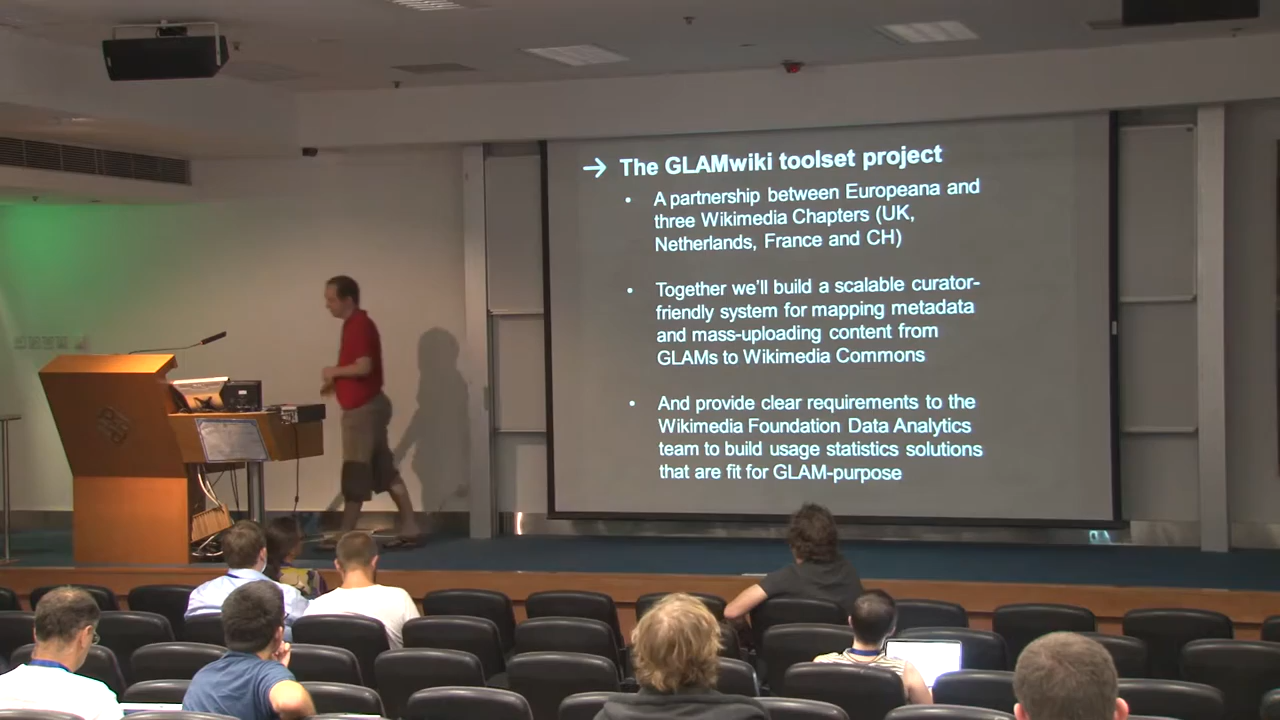 → The GLAMwiki toolset project
• A partnership between Europeana and
three Wikimedia Chapters (UK,
Netherlands, France and CH)
• Together we'll build a scalable curator-
friendly system for mapping metadata
and mass-uploading content from
GLAMs to Wikimedia Commons
• And provide clear requirements to the
Wikimedia Foundation Data Analytics
team to build usage statistics solutions
that are fit for GLAM-purpose